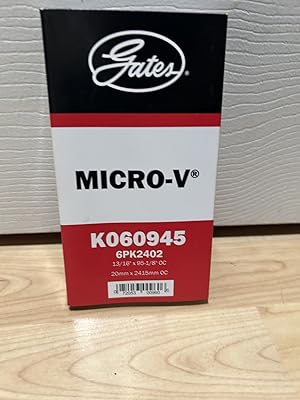 Gates
MICRO-V®
K060945
6PK2402
13/16" x 95-1/8" OC
20mm x 2415mm OC